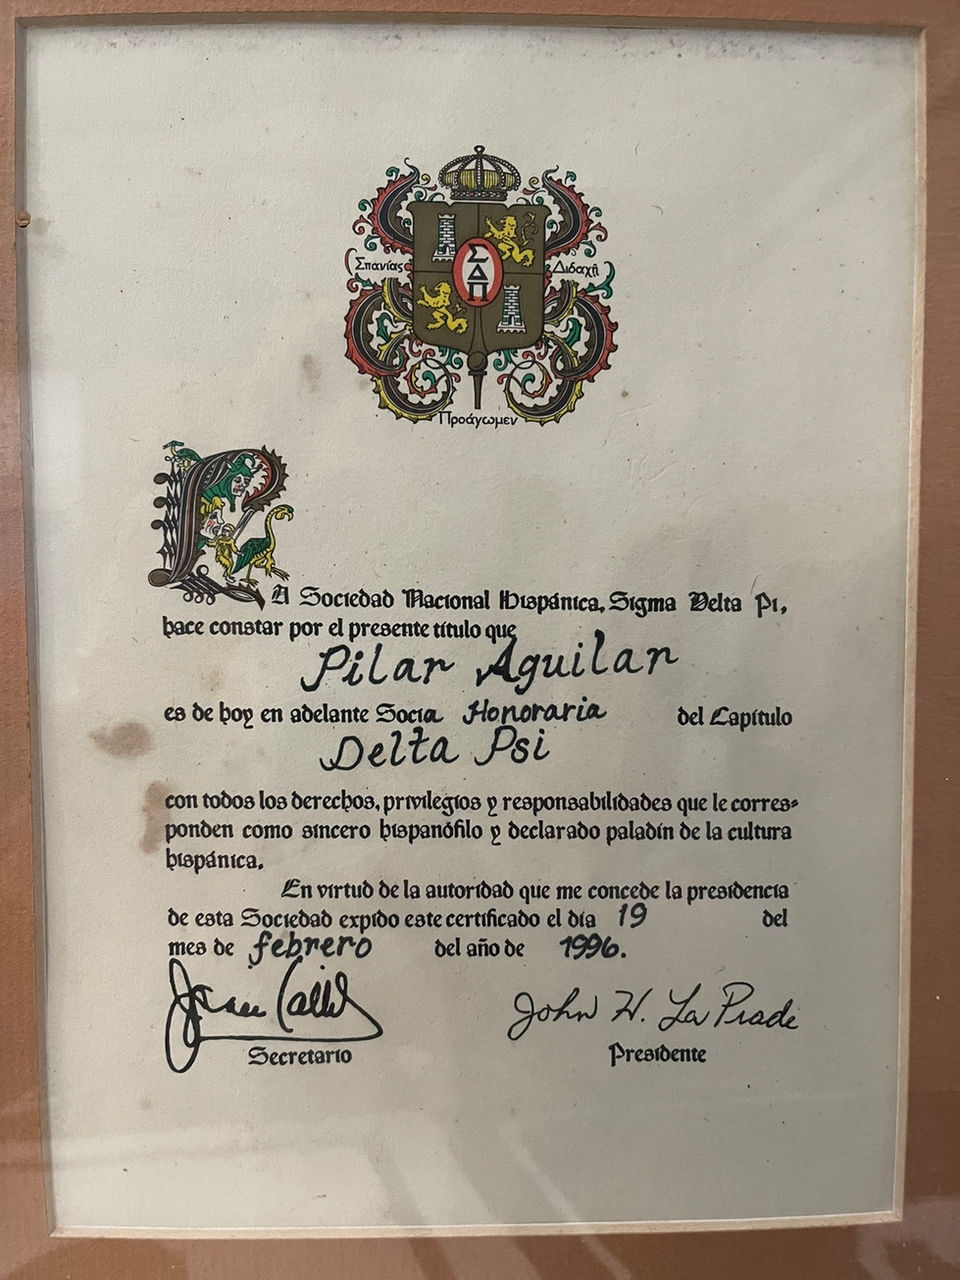 Σ
Δ
Π
Σπανίας Διδαχή
Προάγωμεν
LA Sociedad Nacional Hispánica, Sigma Delta Pi,
hace constar por el presente título que
Pilar Aguilar
es de hoy en adelante Socia Honoraria del Capítulo
Delta Psi
con todos los derechos, privilegios y responsabilidades que le corres-
ponden como sincero hispanófilo y declarado paladín de la cultura
hispánica.
En virtud de la autoridad que me concede la presidencia
de esta Sociedad expido este certificado el día 19 del
mes de febrero del año de 1996.
John H. La Prade
Secretario Presidente